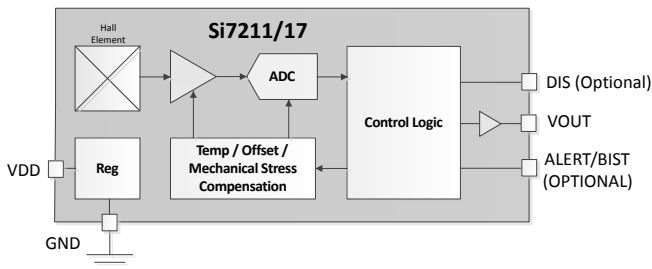 Si7211/17
Hall
Element
ADC
Control Logic
DIS (Optional)
VOUT
ALERT/BIST
(OPTIONAL)
Temp / Offset /
Mechanical Stress
Compensation
VDD
Reg
GND